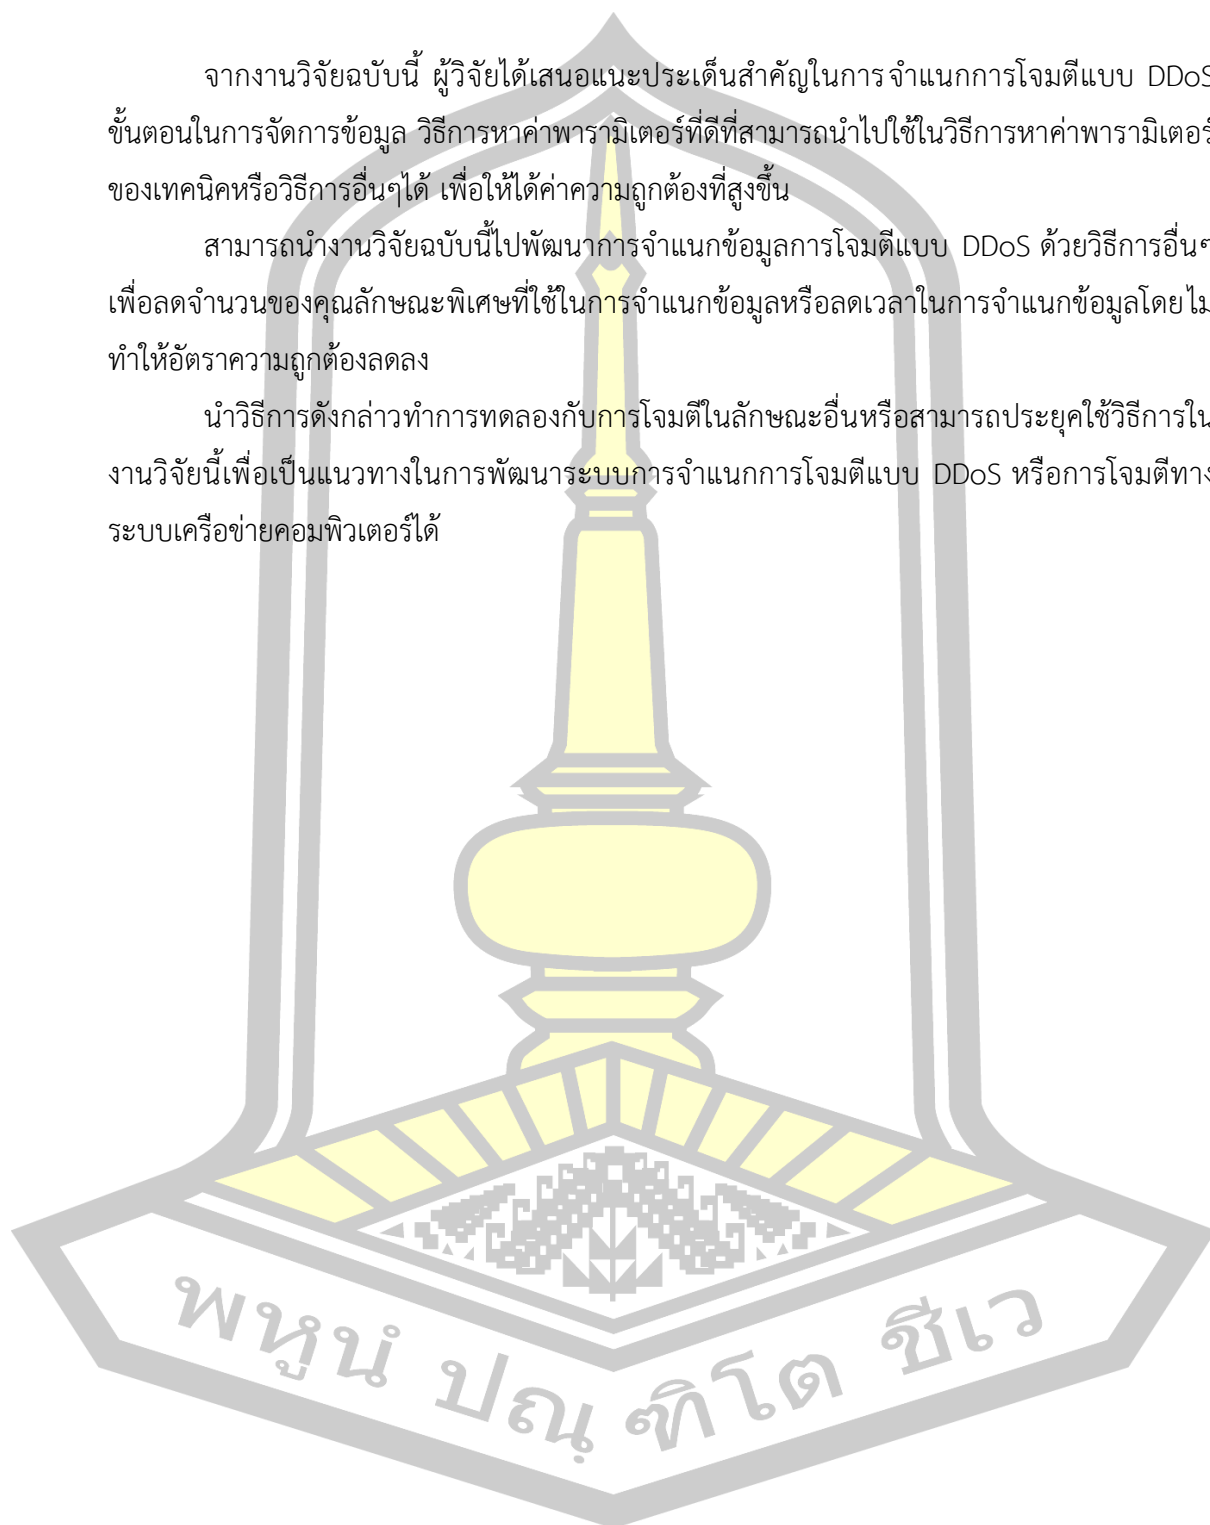 จากงานวิจัยฉบับนี้ ผู้วิจัยได้เสนอแนะประเด็นสำคัญในการจำแนกการโจมตีแบบ DDoS
ขั้นตอนในการจัดการข้อมูล วิธีการหาค่าพารามิเตอร์ที่ดีที่สามารถนำไปใช้ในวิธีการหาค่าพารามิเตอร์
ของเทคนิคหรือวิธีการอื่นๆได้ เพื่อให้ได้ค่าความถูกต้องที่สูงขึ้น
สามารถนำงานวิจัยฉบับนี้ไปพัฒนาการจำแนกข้อมูลการโจมตีแบบ DDoS ด้วยวิธีการอื่นๆ
เพื่อลดจำนวนของคุณลักษณะพิเศษที่ใช้ในการจำแนกข้อมูลหรือลดเวลาในการจำแนกข้อมูลโดยไม่
ทำให้อัตราความถูกต้องลดลง
นำวิธีการดังกล่าวทำการทดลองกับการโจมตีในลักษณะอื่นหรือสามารถประยุคใช้วิธีการใน
งานวิจัยนี้เพื่อเป็นแนวทางในการพัฒนาระบบการจำแนกการโจมตีแบบ DDoS หรือการโจมตีทาง
ระบบเครือข่ายคอมพิวเตอร์ได้
พหูนํ ปณฺฑิโต ชีเว